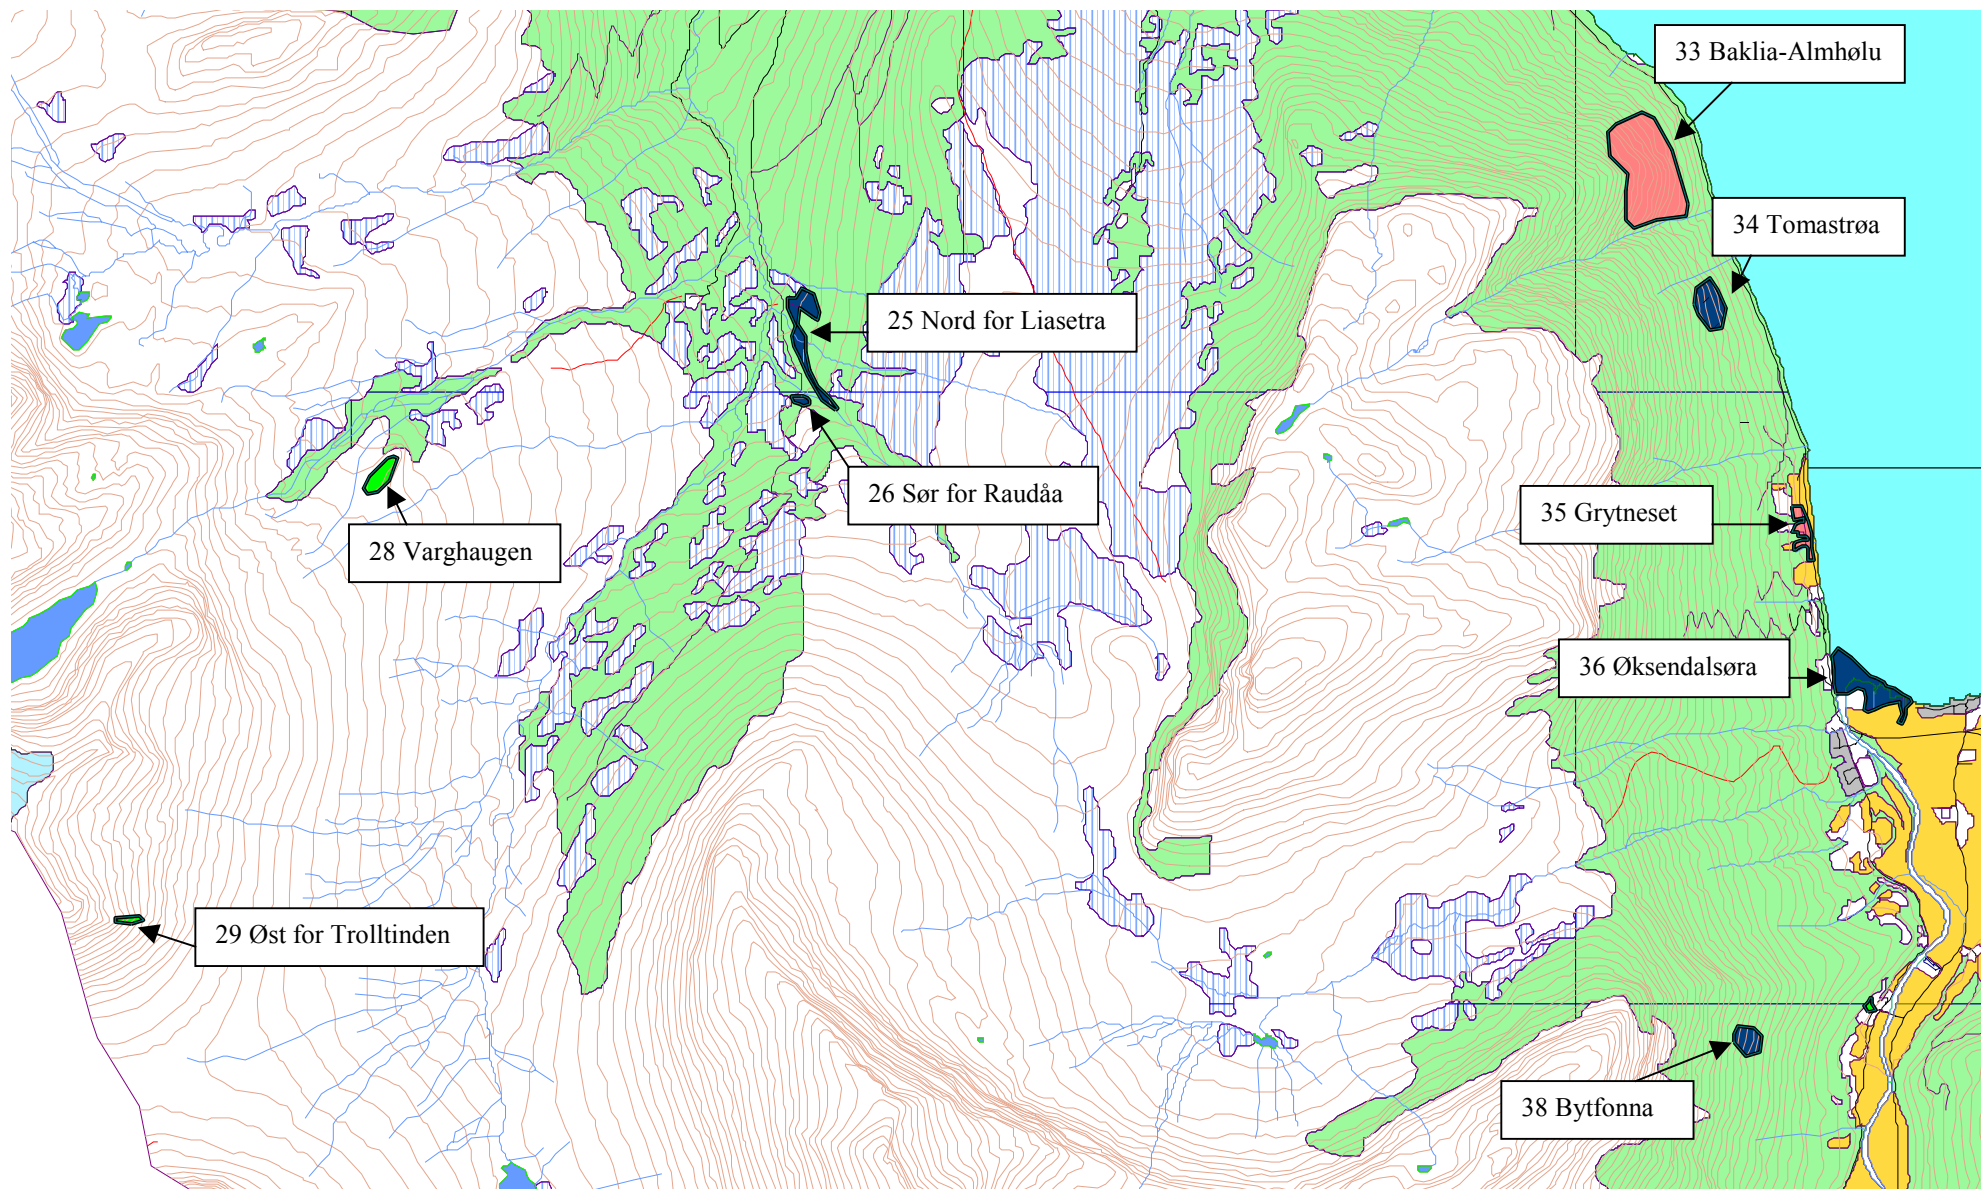 33 Baklia-Almhølu
34 Tomastrøa
25 Nord for Liasetra
26 Sør for Raudåa
35 Grytneset
28 Varghaugen
36 Øksendalsøra
29 Øst for Trolltinden
38 Bytfonna